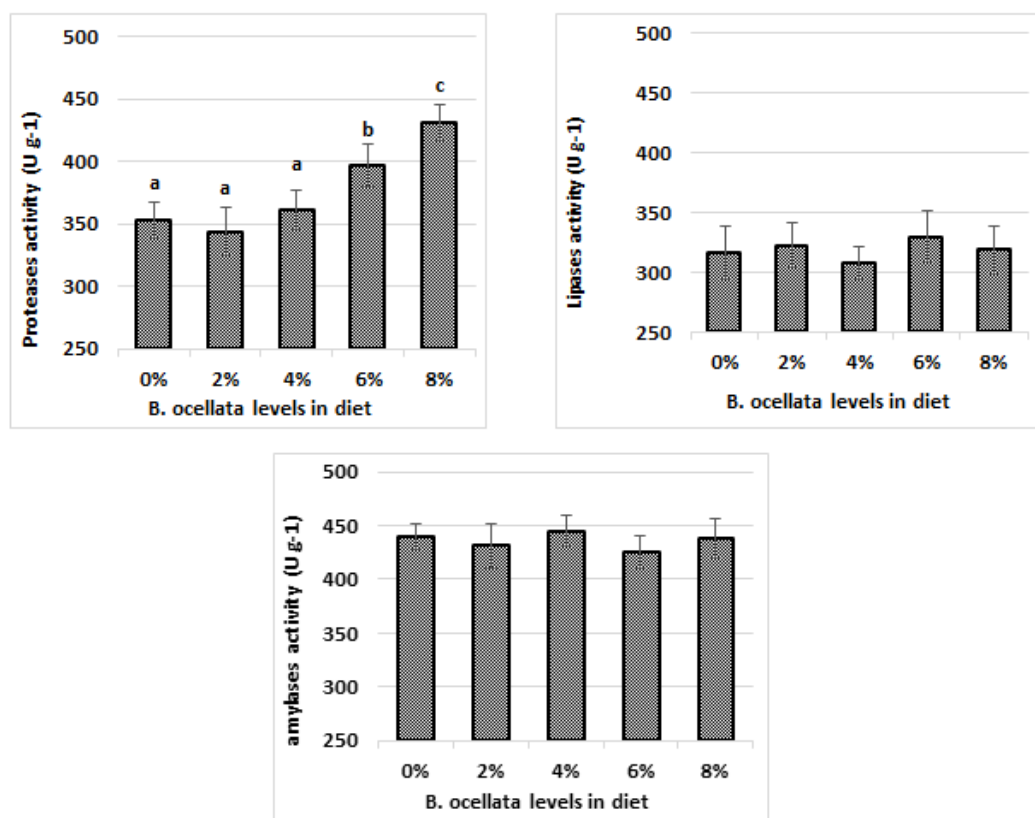 Proteases activity (U g-1)
500
450
400
350
300
250
a
a
a
b
c
0% 2% 4% 6% 8%
B. ocellata levels in diet
Lipases activity (U g-1)
500
450
400
350
300
250
0% 2% 4% 6% 8%
B. ocellata levels in diet
amylases activity (U g-1)
500
450
400
350
300
250
0% 2% 4% 6% 8%
B. ocellata levels in diet